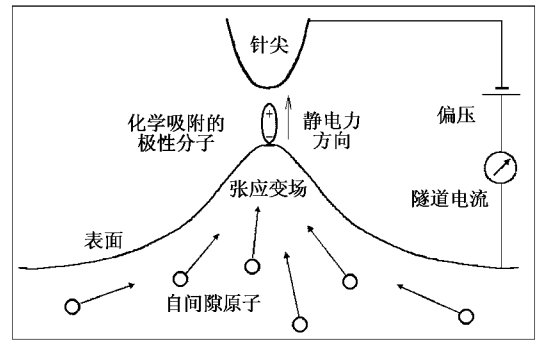 针尖
+
−
化学吸附的
极性分子
静电力
方向
偏压
张应变场
隧道电流
表面
自间隙原子